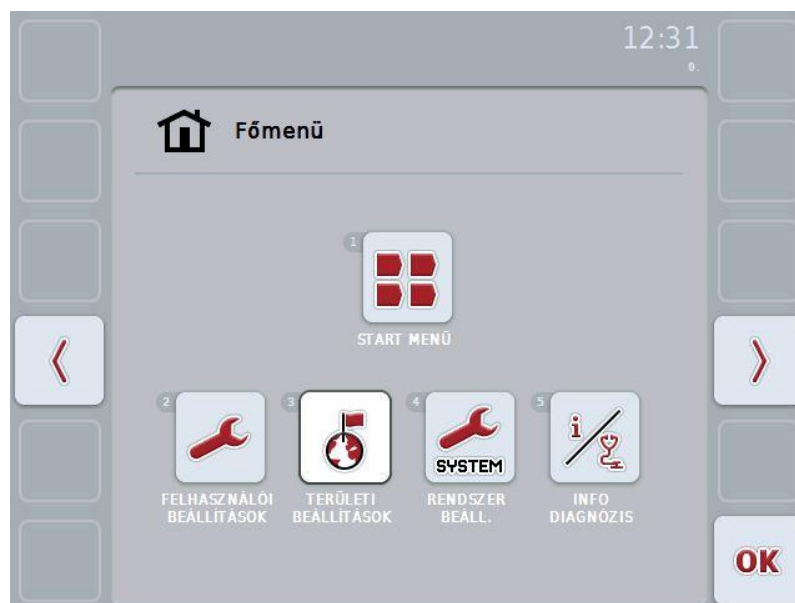 12:31
0.
Főmenü
1
START MENÜ
2
3
4
5
SYSTEM
i
FELHASZNÁLÓI
BEÁLLÍTÁSOK
TERÜLETI
BEÁLLÍTÁSOK
RENDSZER
BEÁLL.
INFO
DIAGNÓZIS
OK